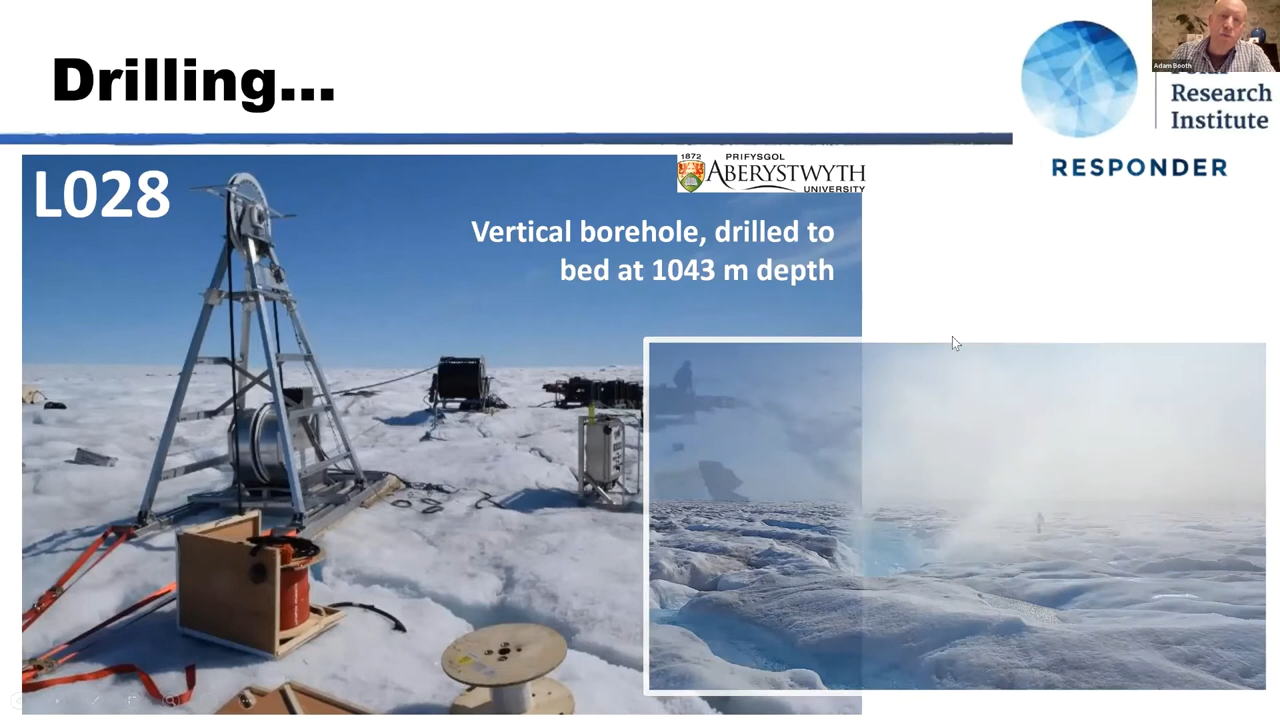 Drilling...
Adam Booth
Research
Institute
RESPONDER
L028
1872
PRIFYSGOL
ABERYSTWYTH
UNIVERSITY
Vertical borehole, drilled to
bed at 1043 m depth